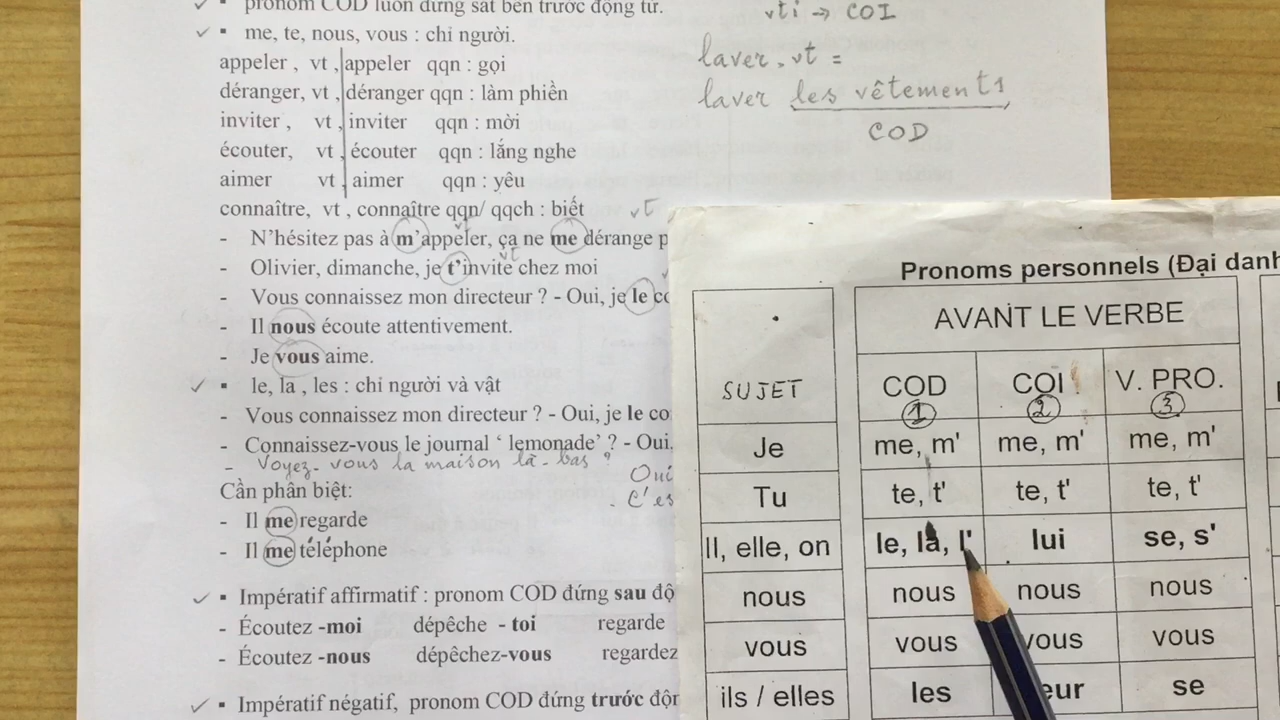 pronom COD luôn đứng sát bên trước động từ.
✓ ▪ me, te, nous, vous : chỉ người.
appeler , vt , appeler qqn : gọi
déranger, vt , déranger qqn : làm phiền
inviter , vt , inviter qqn : mời
écouter, vt , écouter qqn : lắng nghe
aimer vt , aimer qqn : yêu
connaître, vt , connaître qqn/ qqch : biết vt
- N'hésitez pas à m'appeler, ça ne me dérange p
vt
- Olivier, dimanche, je t'invite chez moi
- Vous connaissez mon directeur ? - Oui, je le co
- Il nous écoute attentivement.
- Je vous aime.
✓ ▪ le, la , les : chỉ người và vật
- Vous connaissez mon directeur ? - Oui, je le co
- Connaissez-vous le journal ' lemonade' ? - Oui,
- Voyez-vous la maison là-bas ?
Oui
- C'es
Cần phân biệt:
- Il me regarde
- Il me téléphone
✓ ▪ Impératif affirmatif : pronom COD đứng sau độ
- Écoutez -moi dépêche - toi regarde
- Écoutez -nous dépêchez-vous regardez
✓ ▪ Impératif négatif, pronom COD đứng trước độn
vti → COI
laver, vt =
laver les vêtements,
COD
Pronoms personnels (Đại danh
AVANT LE VERBE
SUJET COD COI V. PRO.
1 2 3
Je me, m' me, m' me, m'
Tu te, t' te, t' te, t'
Il, elle, on le, la, l' lui se, s'
nous nous nous nous
vous vous vous vous
ils / elles les eur se